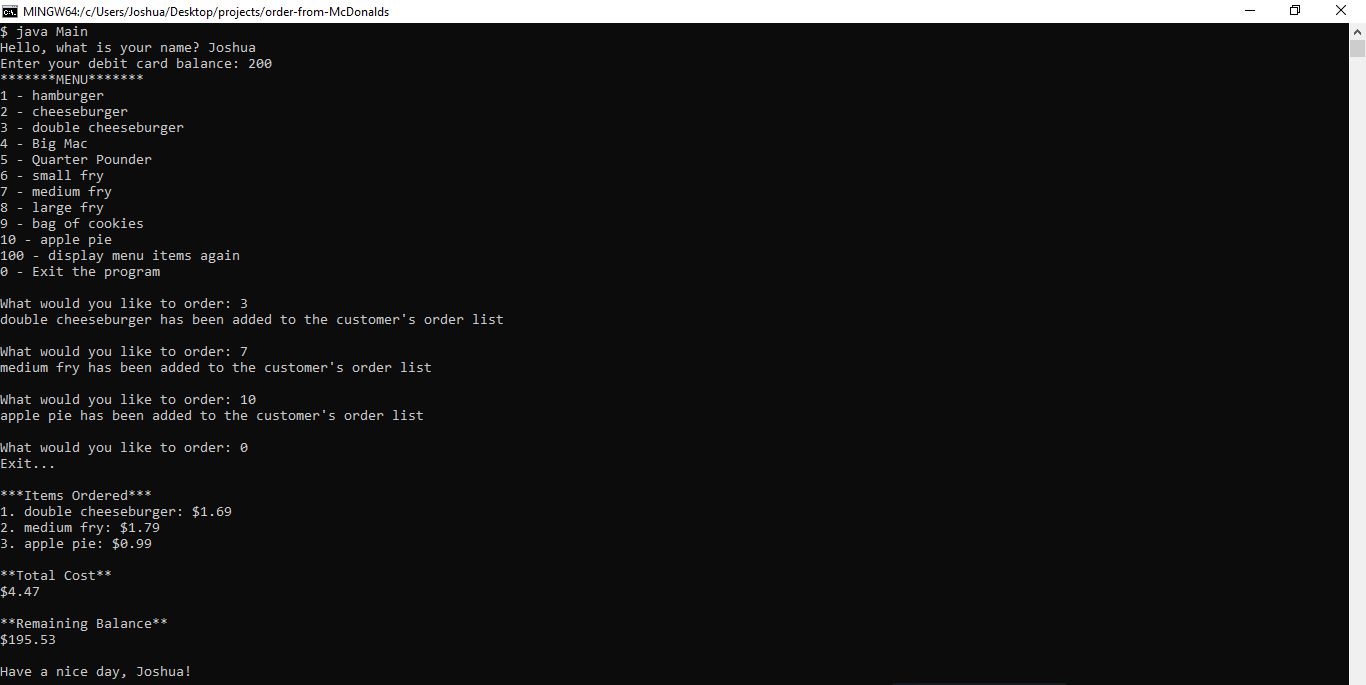 MINGW64:/c/Users/Joshua/Desktop/projects/order-from-McDonalds
$ java Main
Hello, what is your name? Joshua
Enter your debit card balance: 200
*******MENU*******
1 - hamburger
2 - cheeseburger
3 - double cheeseburger
4 - Big Mac
5 - Quarter Pounder
6 - small fry
7 - medium fry
8 - large fry
9 - bag of cookies
10 - apple pie
100 - display menu items again
0 - Exit the program

What would you like to order: 3
double cheeseburger has been added to the customer's order list

What would you like to order: 7
medium fry has been added to the customer's order list

What would you like to order: 10
apple pie has been added to the customer's order list

What would you like to order: 0
Exit...

***Items Ordered***
1. double cheeseburger: $1.69
2. medium fry: $1.79
3. apple pie: $0.99

**Total Cost**
$4.47

**Remaining Balance**
$195.53

Have a nice day, Joshua!